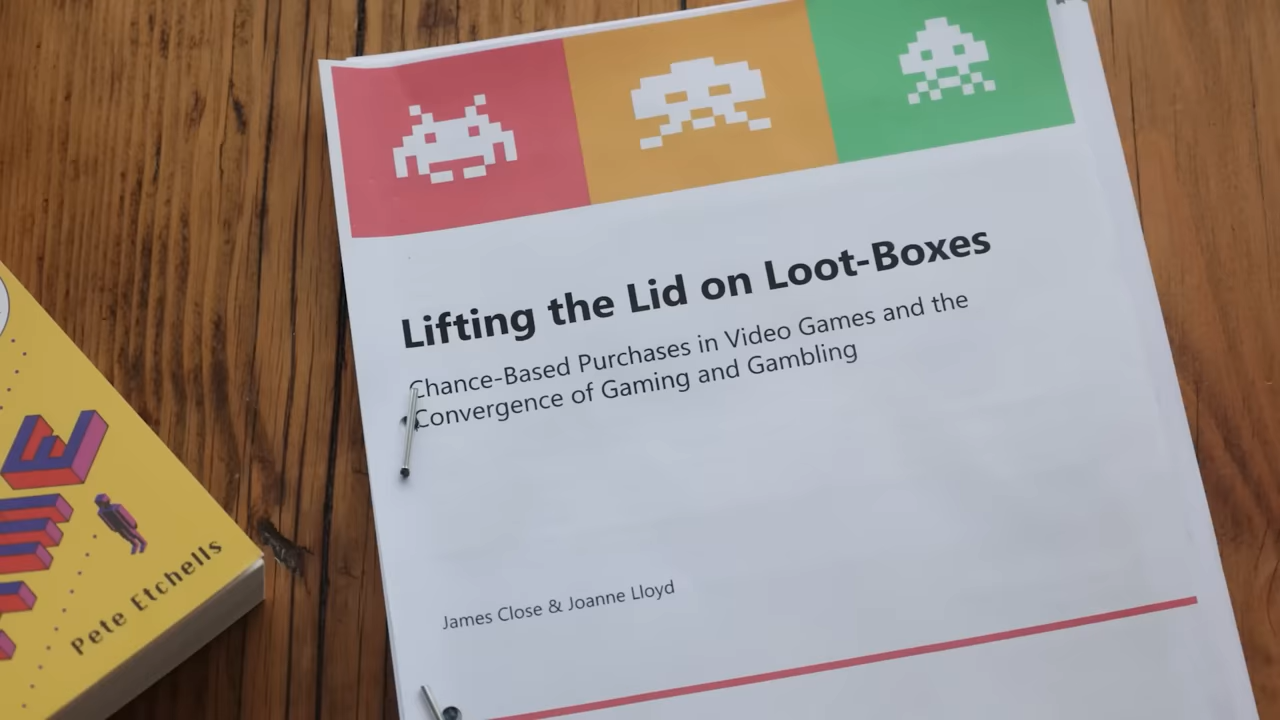 Lifting the Lid on Loot-Boxes
Chance-Based Purchases in Video Games and the
Convergence of Gaming and Gambling
James Close & Joanne Lloyd
Pete Etchells